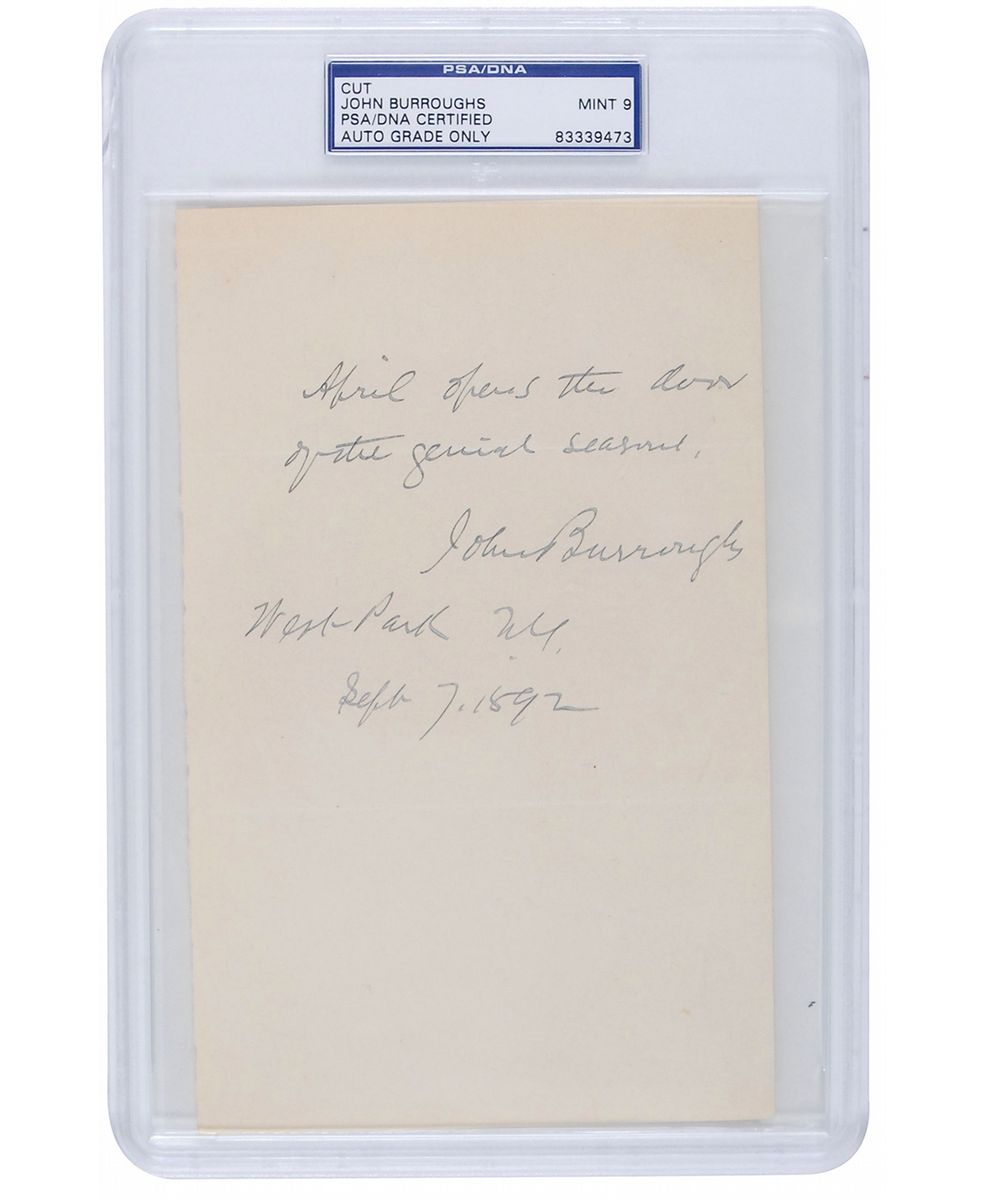 PSA/DNA
CUT
JOHN BURROUGHS MINT 9
PSA/DNA CERTIFIED
AUTO GRADE ONLY 83339473
April opens the door
of the genial season.
John Burroughs
West Park N.Y.
Sept 7. 1892